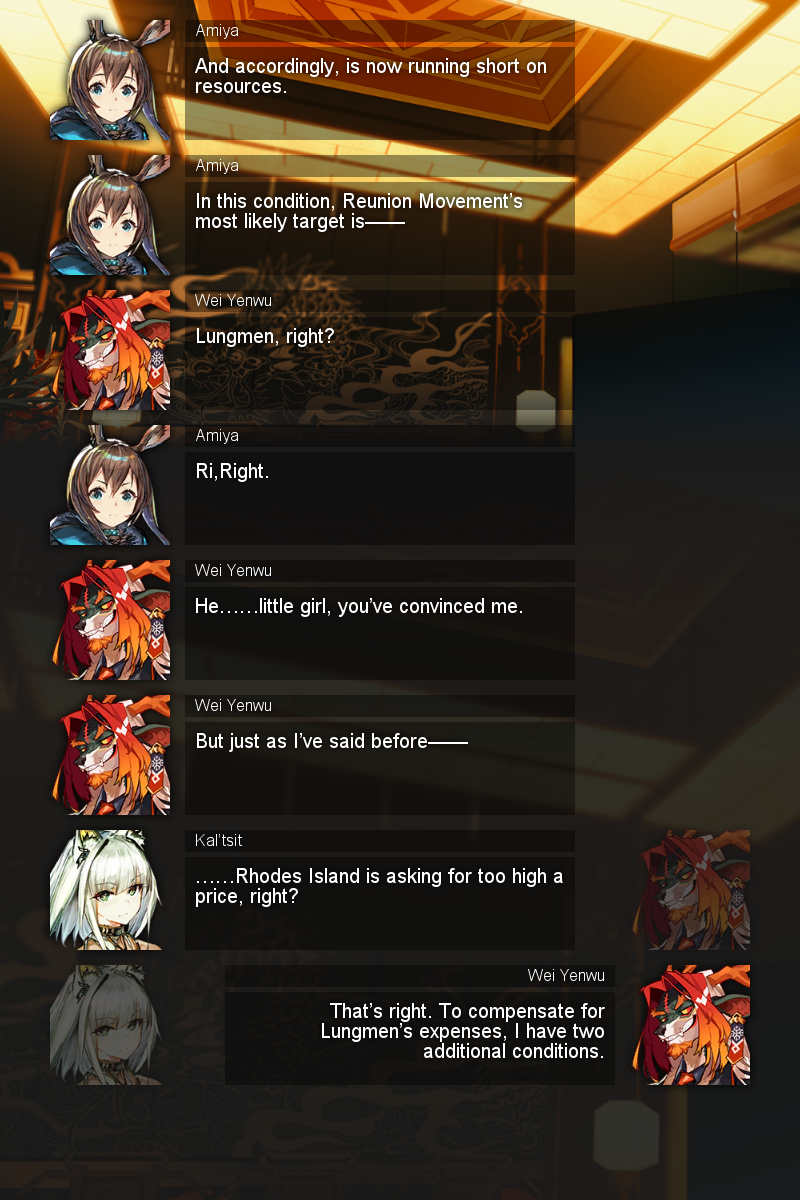 Amiya
And accordingly, is now running short on
resources.
Amiya
In this condition, Reunion Movement's
most likely target is——
Wei Yenwu
Lungmen, right?
Amiya
Ri,Right.
Wei Yenwu
He……little girl, you've convinced me.
Wei Yenwu
But just as I've said before——
Kal'tsit
……Rhodes Island is asking for too high a
price, right?
Wei Yenwu
That's right. To compensate for
Lungmen's expenses, I have two
additional conditions.